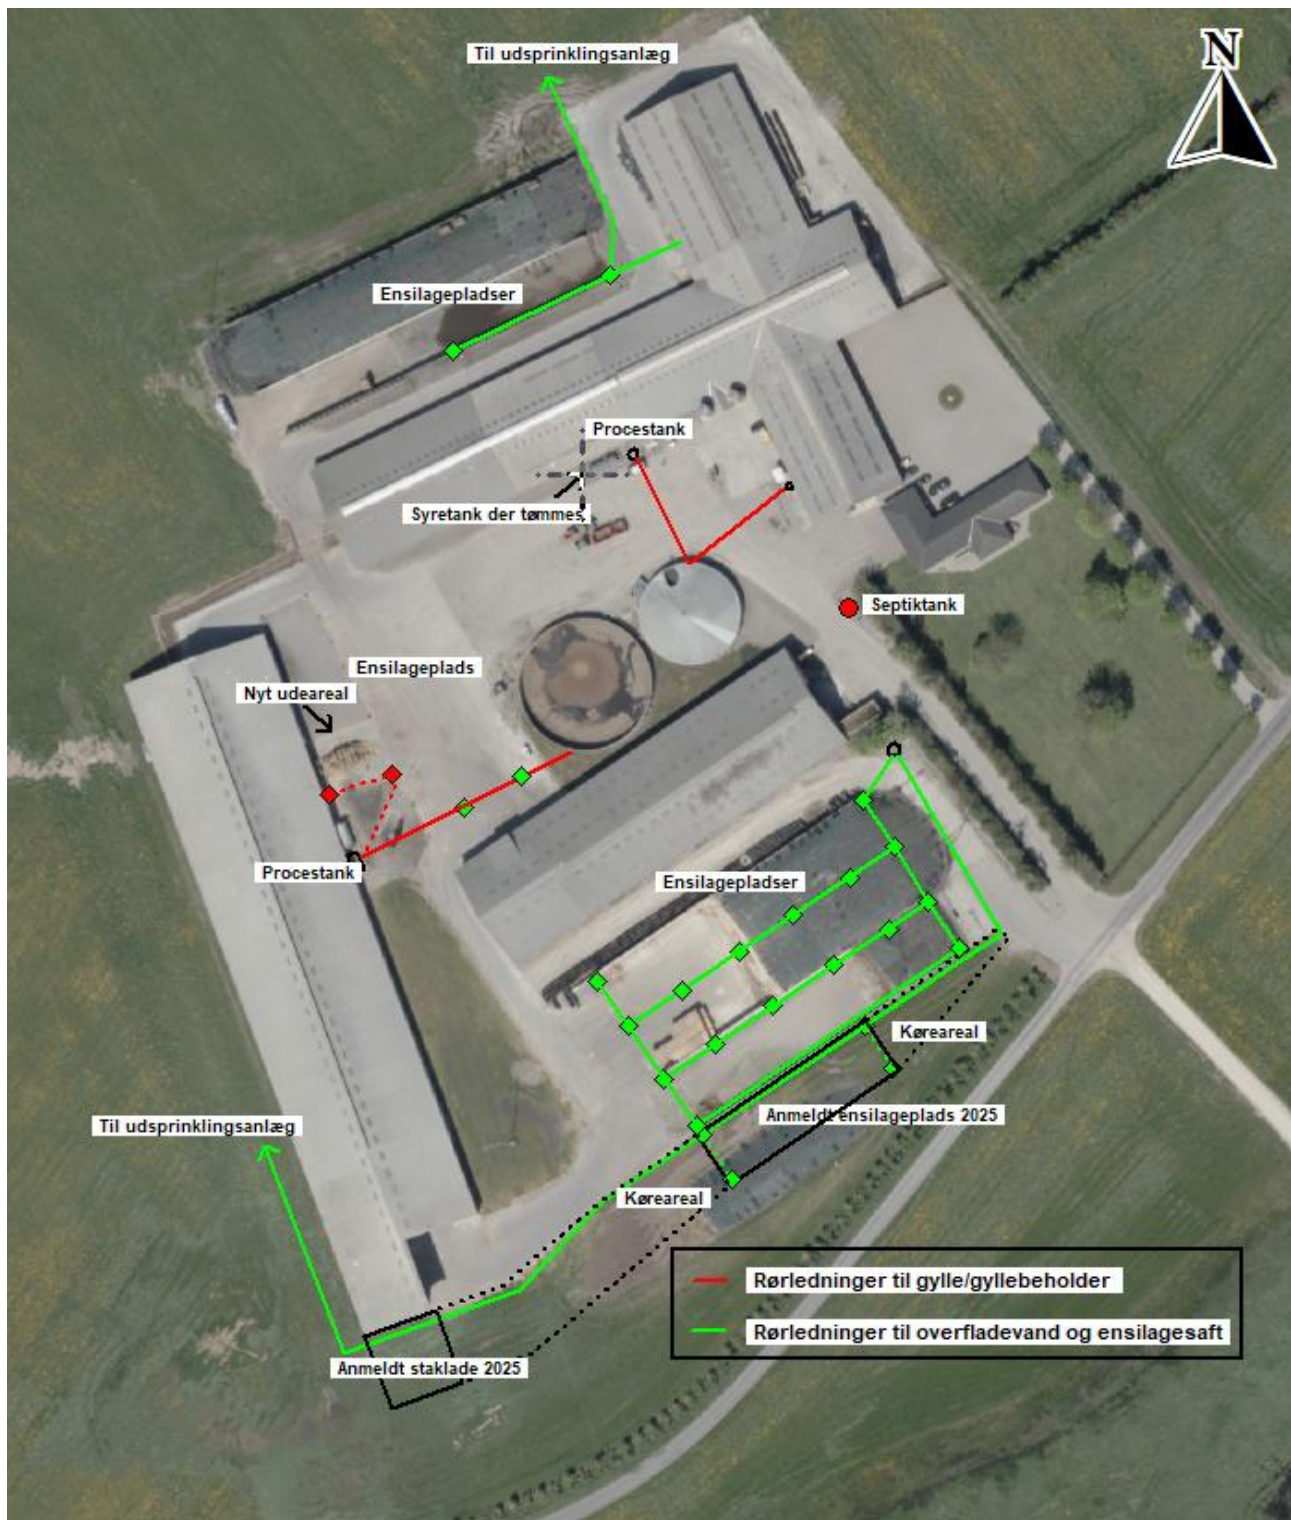 Til udsprinklingsanlæg
N
Ensilagepladser
Procestank
Syretank der tømmes
Septiktank
Ensilageplads
Nyt udeareal
Procestank
Ensilagepladser
Køreareal
Anmeldt ensilageplads 2025
Til udsprinklingsanlæg
Køreareal
Rørledninger til gylle/gyllebeholder
Rørledninger til overfladevand og ensilagesaft
Anmeldt staklade 2025